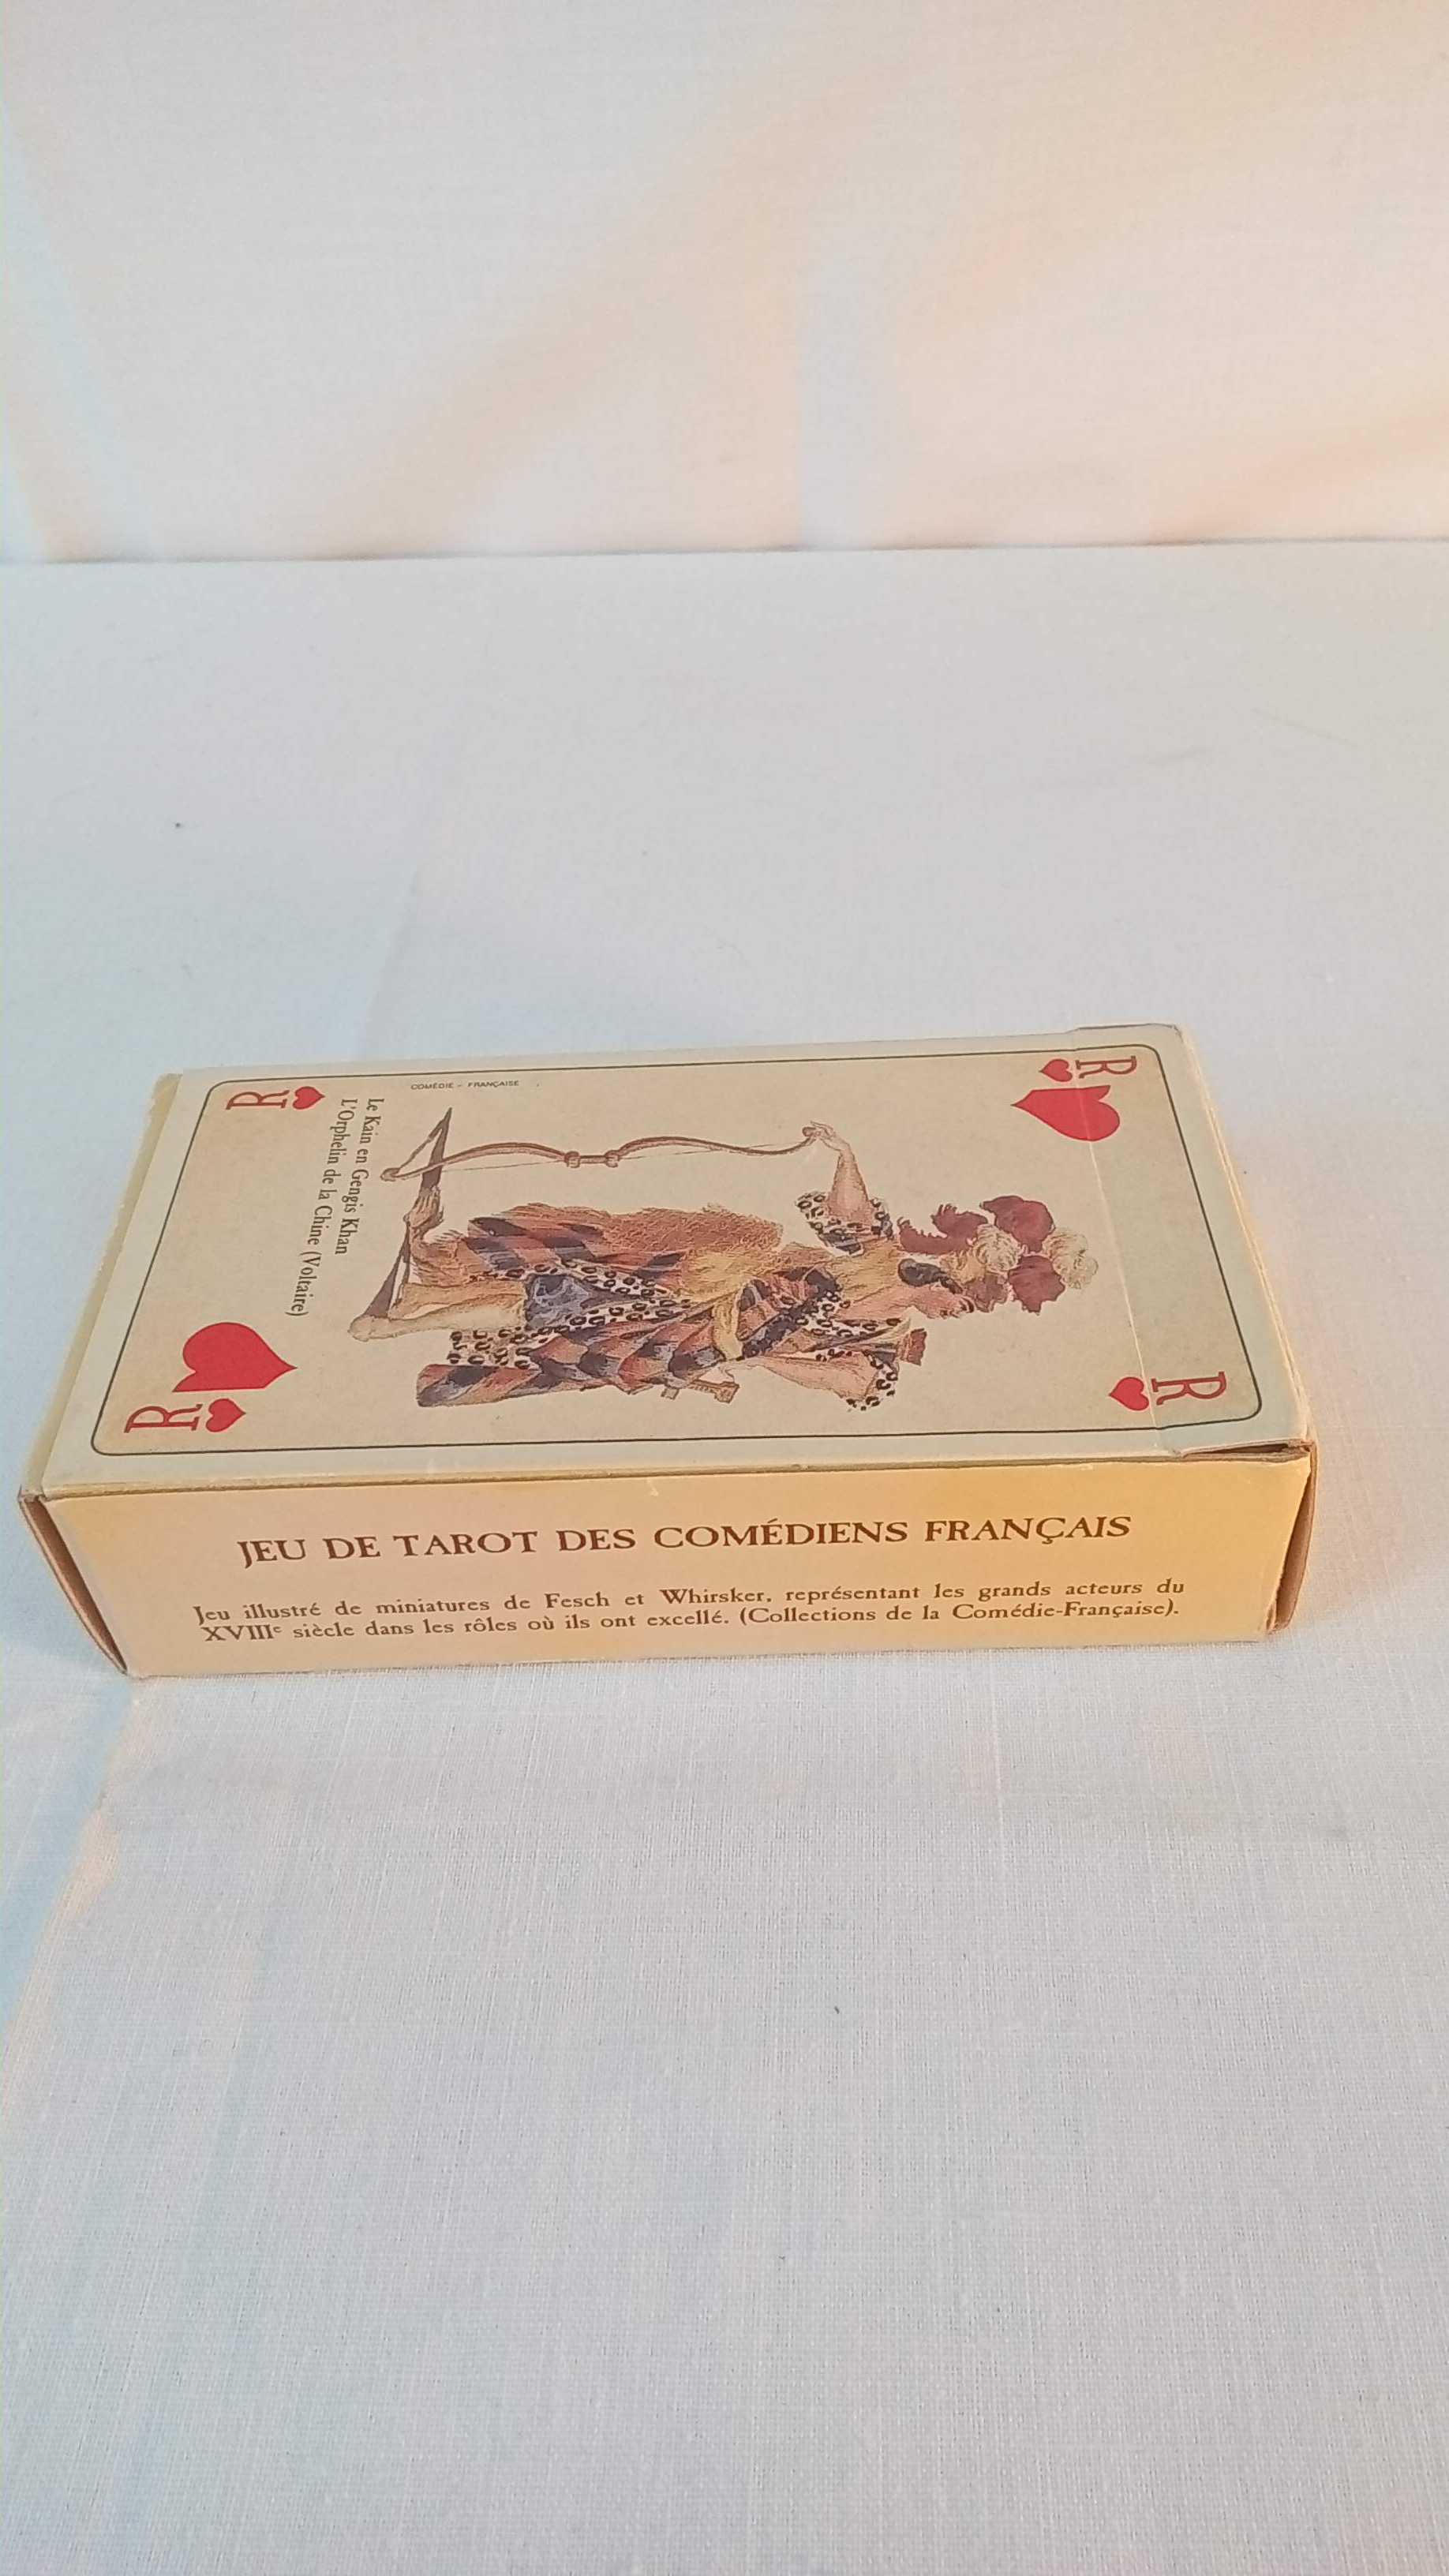 R
R
COMÉDIE - FRANÇAISE
Le Kain en Gengis Khan
L'Orphelin de la Chine (Voltaire)
R
R
JEU DE TAROT DES COMÉDIENS FRANÇAIS
Jeu illustré de miniatures de Fesch et Whirsker, représentant les grands acteurs du
XVIIIe siècle dans les rôles où ils ont excellé. (Collections de la Comédie-Française).